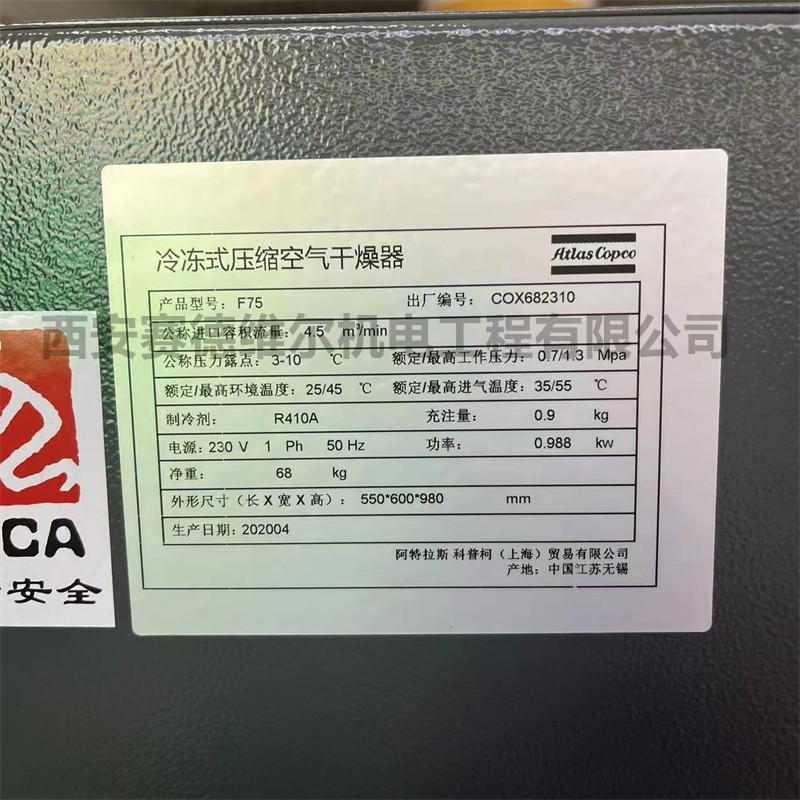 冷冻式压缩空气干燥器
Atlas Copco
产品型号: F75 出厂编号: COX682310
公称进口容积流量: 4.5 m³/min
西安赛德维尔机电工程有限公司
公称压力露点: 3-10 ℃ 额定/最高工作压力: 0.7/1.3 Mpa
额定/最高环境温度: 25/45 ℃ 额定/最高进气温度: 35/55 ℃
制冷剂: R410A 充注量: 0.9 kg
电源: 230 V 1 Ph 50 Hz 功率: 0.988 kw
净重: 68 kg
外形尺寸 (长 X 宽 X 高): 550*600*980 mm
生产日期: 202004
阿特拉斯 科普柯 (上海) 贸易有限公司
产地: 中国江苏无锡
CA
安全